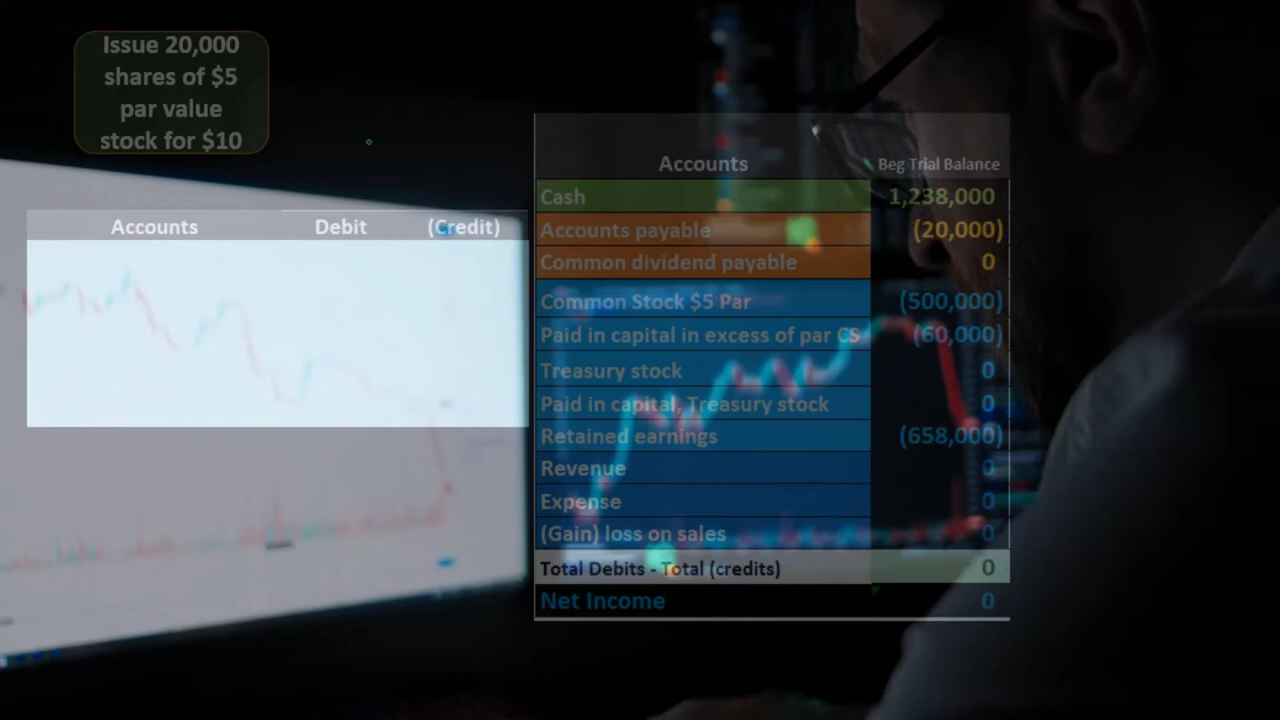 Issue 20,000
shares of $5
par value
stock for $10
Accounts Debit (Credit)
Accounts Beg Trial Balance
Cash 1,238,000
Accounts payable (20,000)
Common dividend payable 0
Common Stock $5 Par (500,000)
Paid in capital in excess of par CS (60,000)
Treasury stock 0
Paid in capital, Treasury stock 0
Retained earnings (658,000)
Revenue 0
Expense 0
(Gain) loss on sales 0
Total Debits - Total (credits) 0
Net Income 0